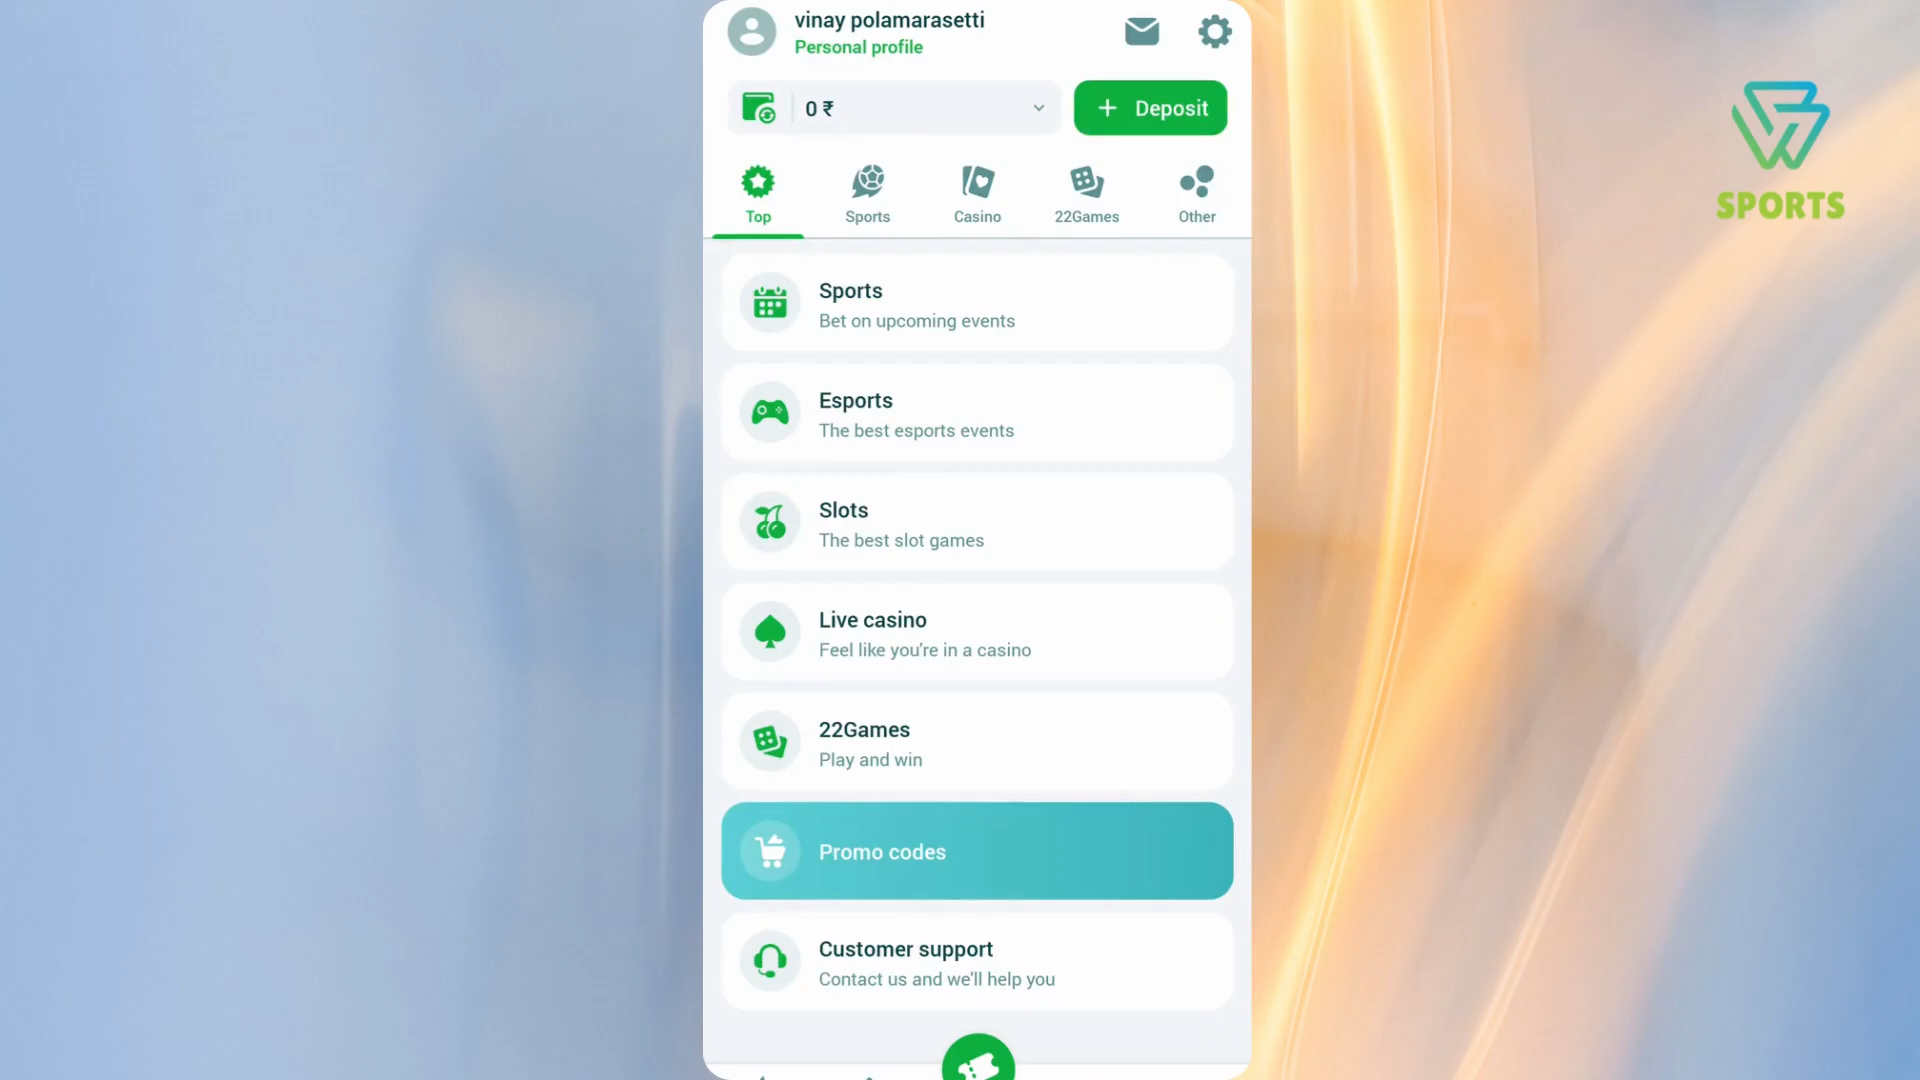 vinay polamarasetti
Personal profile
0 ₹
Deposit
Top
Sports
Casino
22Games
Other
SPORTS
Sports
Bet on upcoming events
Esports
The best esports events
Slots
The best slot games
Live casino
Feel like you're in a casino
22Games
Play and win
Promo codes
Customer support
Contact us and we'll help you